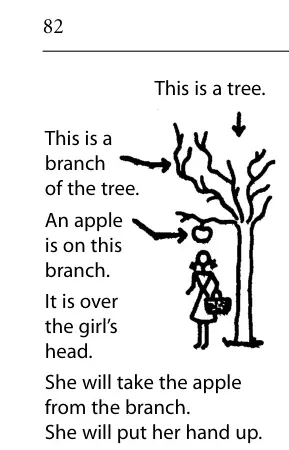 82
This is a tree.
This is a
branch
of the tree.
An apple
is on this
branch.
It is over
the girl’s
head.
She will take the apple
from the branch.
She will put her hand up.